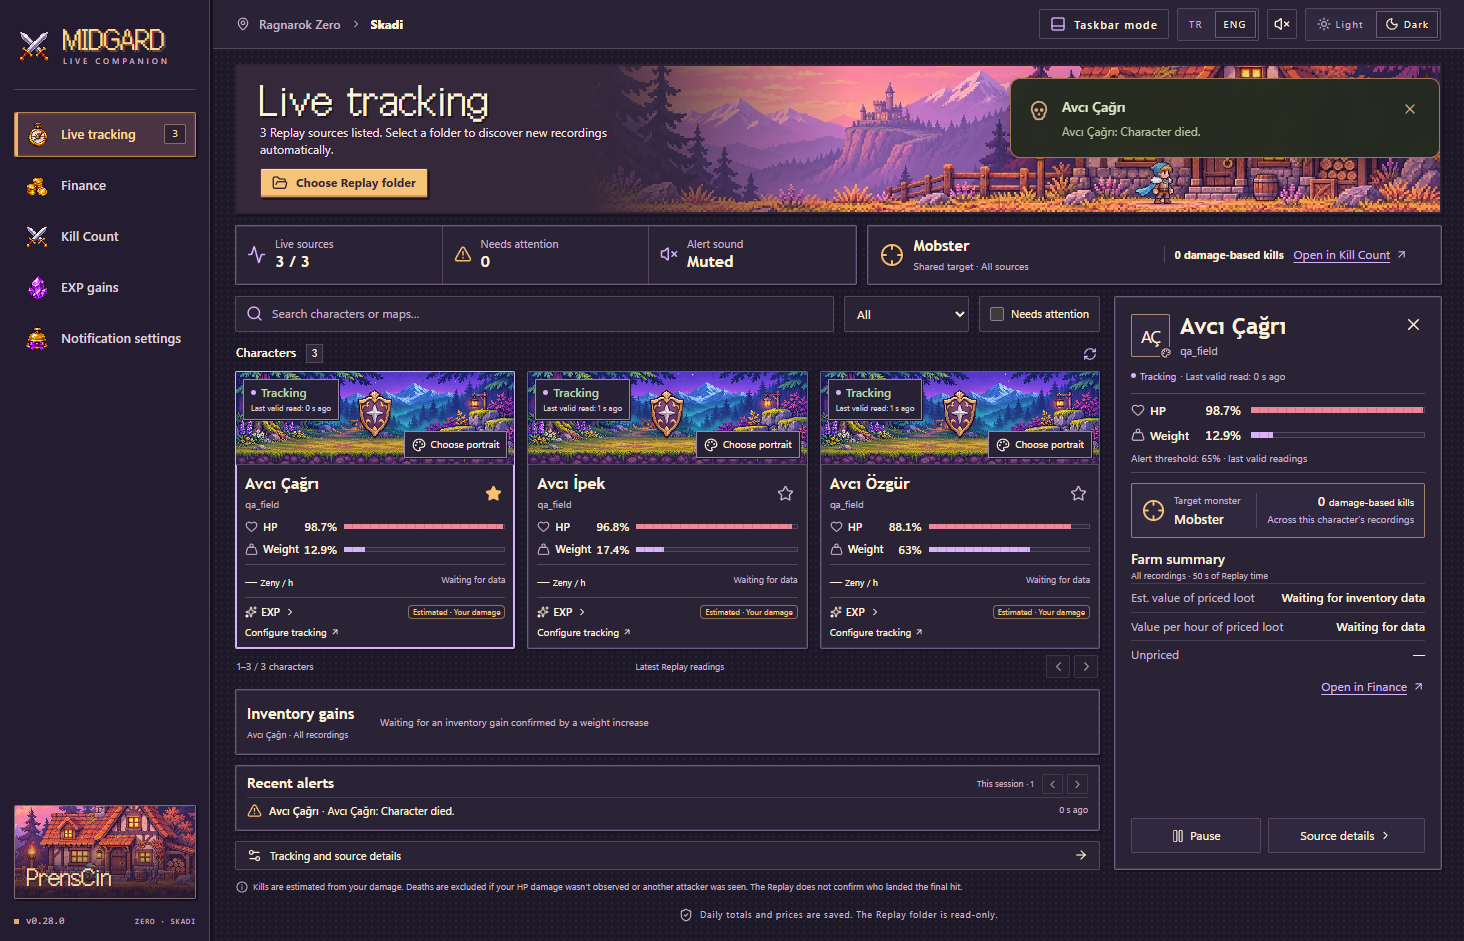 MIDGARD
LIVE COMPANION
Live tracking 3
Finance
Kill Count
EXP gains
Notification settings
PrensCin
v0.28.0 ZERO · SKADI
Ragnarok Zero > Skadi
Taskbar mode TR ENG Light Dark
Live tracking
3 Replay sources listed. Select a folder to discover new recordings
automatically.
Choose Replay folder
Avcı Çağrı
Avcı Çağrı: Character died.
Live sources
3 / 3
Needs attention
0
Alert sound
Muted
Mobster
Shared target · All sources
0 damage-based kills Open in Kill Count
Search characters or maps...
All
Needs attention
Characters 3
Tracking
Last valid read: 0 s ago
Choose portrait
Avcı Çağrı
qa_field
HP 98.7%
Weight 12.9%
— Zeny / h Waiting for data
EXP > Estimated · Your damage
Configure tracking
Tracking
Last valid read: 1 s ago
Choose portrait
Avcı İpek
qa_field
HP 96.8%
Weight 17.4%
— Zeny / h Waiting for data
EXP > Estimated · Your damage
Configure tracking
Tracking
Last valid read: 1 s ago
Choose portrait
Avcı Özgür
qa_field
HP 88.1%
Weight 63%
— Zeny / h Waiting for data
EXP > Estimated · Your damage
Configure tracking
1–3 / 3 characters Latest Replay readings
Inventory gains
Avcı Çağrı · All recordings
Waiting for an inventory gain confirmed by a weight increase
Recent alerts This session · 1
Avcı Çağrı · Avcı Çağrı: Character died. 0 s ago
Tracking and source details
Kills are estimated from your damage. Deaths are excluded if your HP damage wasn't observed or another attacker was seen. The Replay does not confirm who landed the final hit.
Daily totals and prices are saved. The Replay folder is read-only.
AÇ
Avcı Çağrı
qa_field
Tracking · Last valid read: 0 s ago
HP 98.7%
Weight 12.9%
Alert threshold: 65% · last valid readings
Target monster
Mobster
0 damage-based kills
Across this character's recordings
Farm summary
All recordings · 50 s of Replay time
Est. value of priced loot Waiting for inventory data
Value per hour of priced loot Waiting for data
Unpriced —
Open in Finance
Pause
Source details >